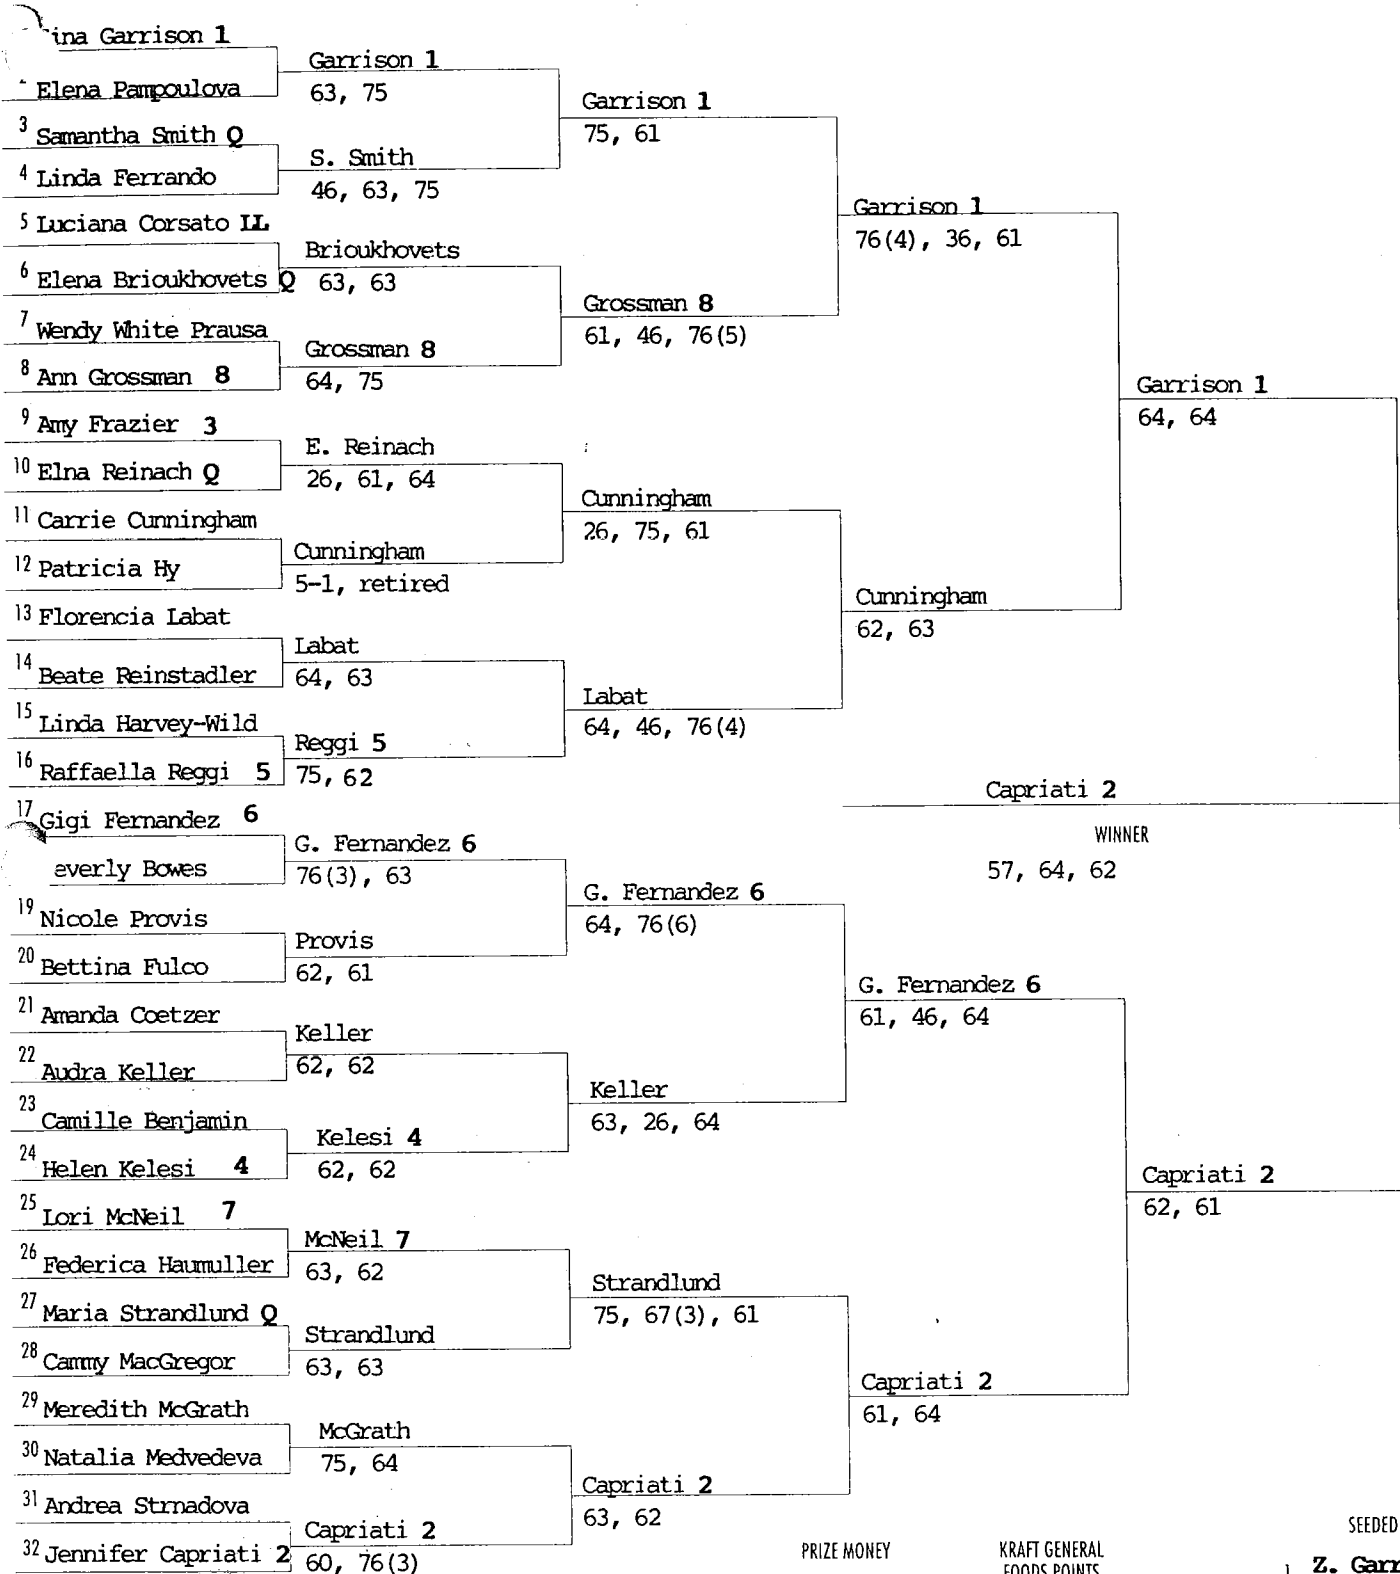 ina Garrison 1
Elena Pampoulova
3 Samantha Smith Q
4 Linda Ferrando
5 Luciana Corsato LL
6 Elena Brioukhovets Q
7 Wendy White Prausa
8 Ann Grossman 8
9 Amy Frazier 3
10 Elna Reinach Q
11 Carrie Cunningham
12 Patricia Hy
13 Florencia Labat
14 Beate Reinstadler
15 Linda Harvey-Wild
16 Raffaella Reggi 5
17 Gigi Fernandez 6
everly Bowes
19 Nicole Provis
20 Bettina Fulco
21 Amanda Coetzer
22 Audra Keller
23 Camille Benjamin
24 Helen Kelesi 4
25 Lori McNeil 7
26 Federica Haumuller
27 Maria Strandlund Q
28 Cammy MacGregor
29 Meredith McGrath
30 Natalia Medvedeva
31 Andrea Strnadova
32 Jennifer Capriati 2
Garrison 1
63, 75
S. Smith
46, 63, 75
Brioukhovets
63, 63
Grossman 8
64, 75
E. Reinach
26, 61, 64
Cunningham
5-1, retired
Labat
64, 63
Reggi 5
75, 62
G. Fernandez 6
76(3), 63
Provis
62, 61
Keller
62, 62
Kelesi 4
62, 62
McNeil 7
63, 62
Strandlund
63, 63
McGrath
75, 64
Capriati 2
60, 76(3)
Garrison 1
75, 61
Grossman 8
61, 46, 76(5)
Cunningham
26, 75, 61
Labat
64, 46, 76(4)
G. Fernandez 6
64, 76(6)
Keller
63, 26, 64
Strandlund
75, 67(3), 61
Capriati 2
63, 62
Garrison 1
76(4), 36, 61
Cunningham
62, 63
G. Fernandez 6
61, 46, 64
Capriati 2
61, 64
Garrison 1
64, 64
Capriati 2
62, 61
Capriati 2
WINNER
57, 64, 62
PRIZE MONEY
KRAFT GENERAL
FOODS POINTS
SEEDED
1 Z. Garr